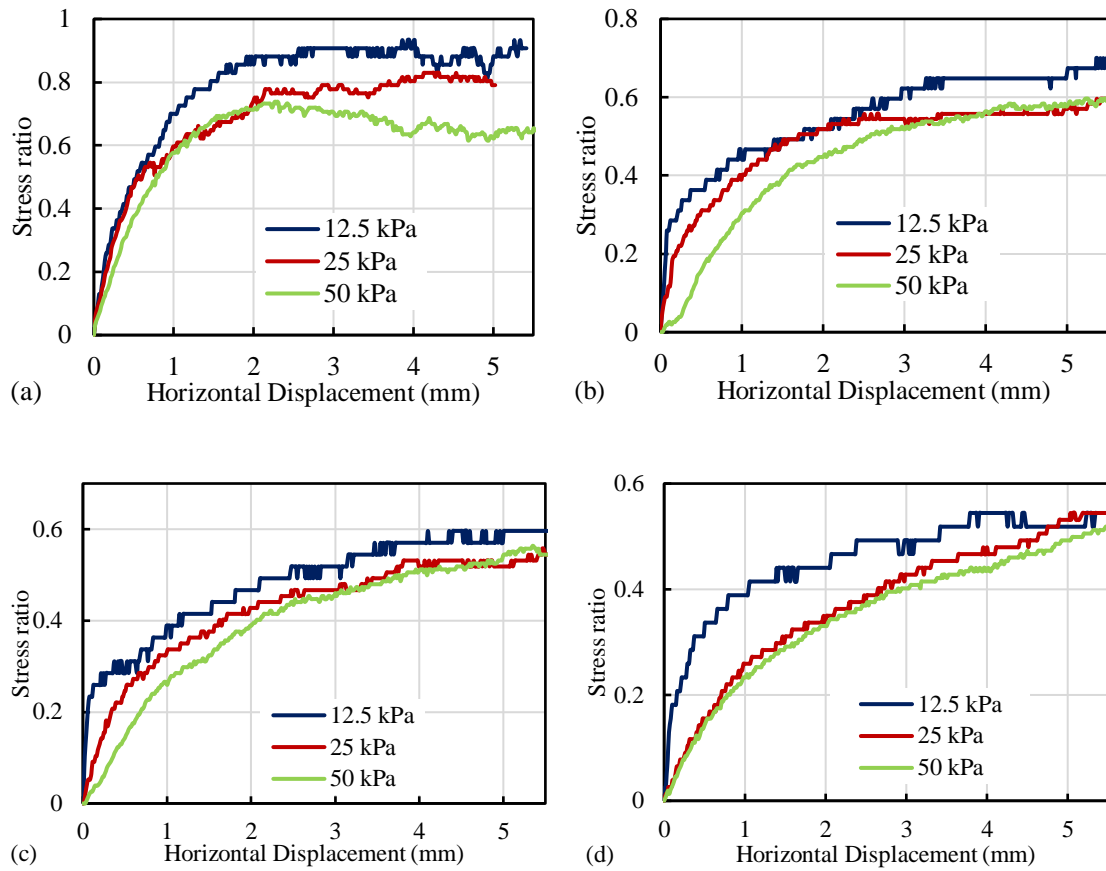 1
0.8
0.6
0.4
0.2
0
Stress ratio
12.5 kPa
25 kPa
50 kPa
0 1 2 3 4 5
(a) Horizontal Displacement (mm)
0.8
0.6
0.4
0.2
0
Stress ratio
12.5 kPa
25 kPa
50 kPa
0 1 2 3 4 5
(b) Horizontal Displacement (mm)
0.6
0.4
0.2
0
Stress ratio
12.5 kPa
25 kPa
50 kPa
0 1 2 3 4 5
(c) Horizontal Displacement (mm)
0.6
0.4
0.2
0
Stress ratio
12.5 kPa
25 kPa
50 kPa
0 1 2 3 4 5
(d) Horizontal Displacement (mm)